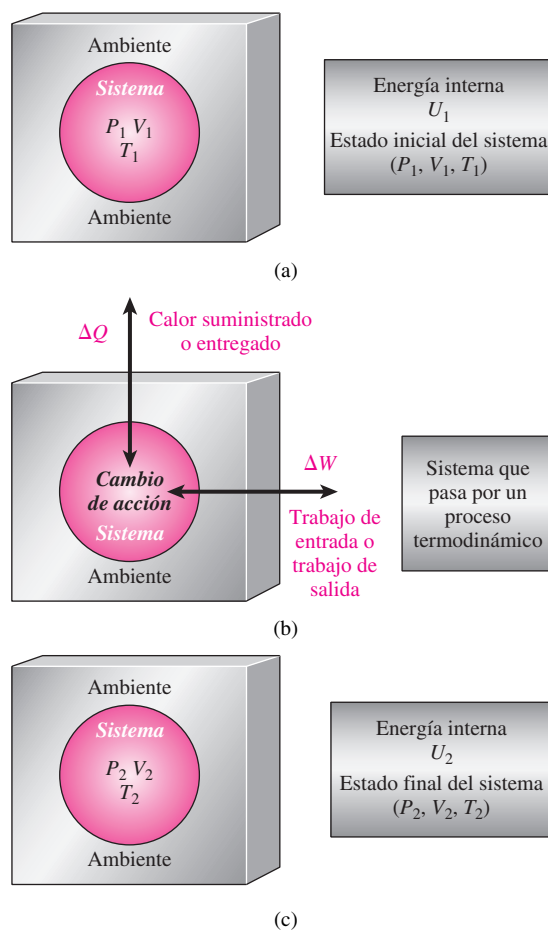 Ambiente
Sistema
P1 V1
T1
Ambiente
Energía interna
U1
Estado inicial del sistema
(P1, V1, T1)
(a)
ΔQ
Calor suministrado
o entregado
Cambio
de acción
Sistema
Ambiente
ΔW
Trabajo de
entrada o
trabajo de
salida
Sistema que
pasa por un
proceso
termodinámico
(b)
Ambiente
Sistema
P2 V2
T2
Ambiente
Energía interna
U2
Estado final del sistema
(P2, V2, T2)
(c)